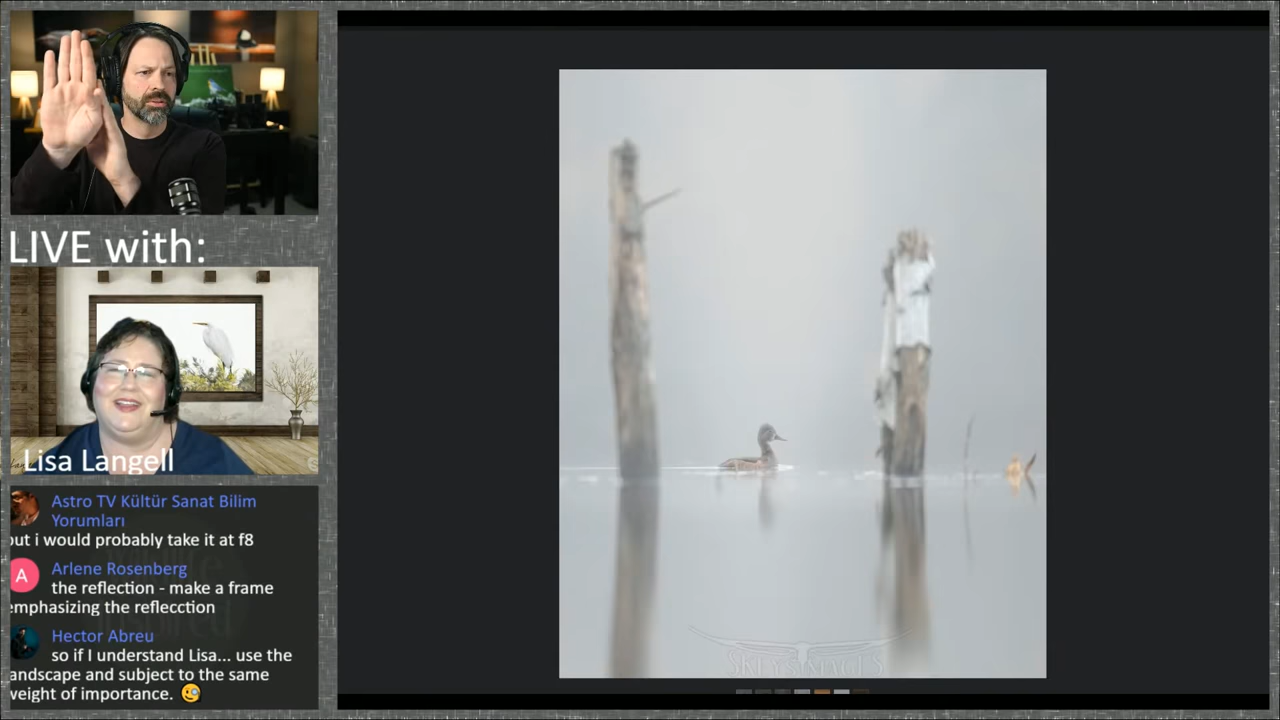 LIVE with:
Lisa Langell
Astro TV Kültür Sanat Bilim
Yorumları
but i would probably take it at f8
A
Arlene Rosenberg
the reflection - make a frame
emphasizing the reflecction
Hector Abreu
so if I understand Lisa... use the
landscape and subject to the same
weight of importance. 🧐